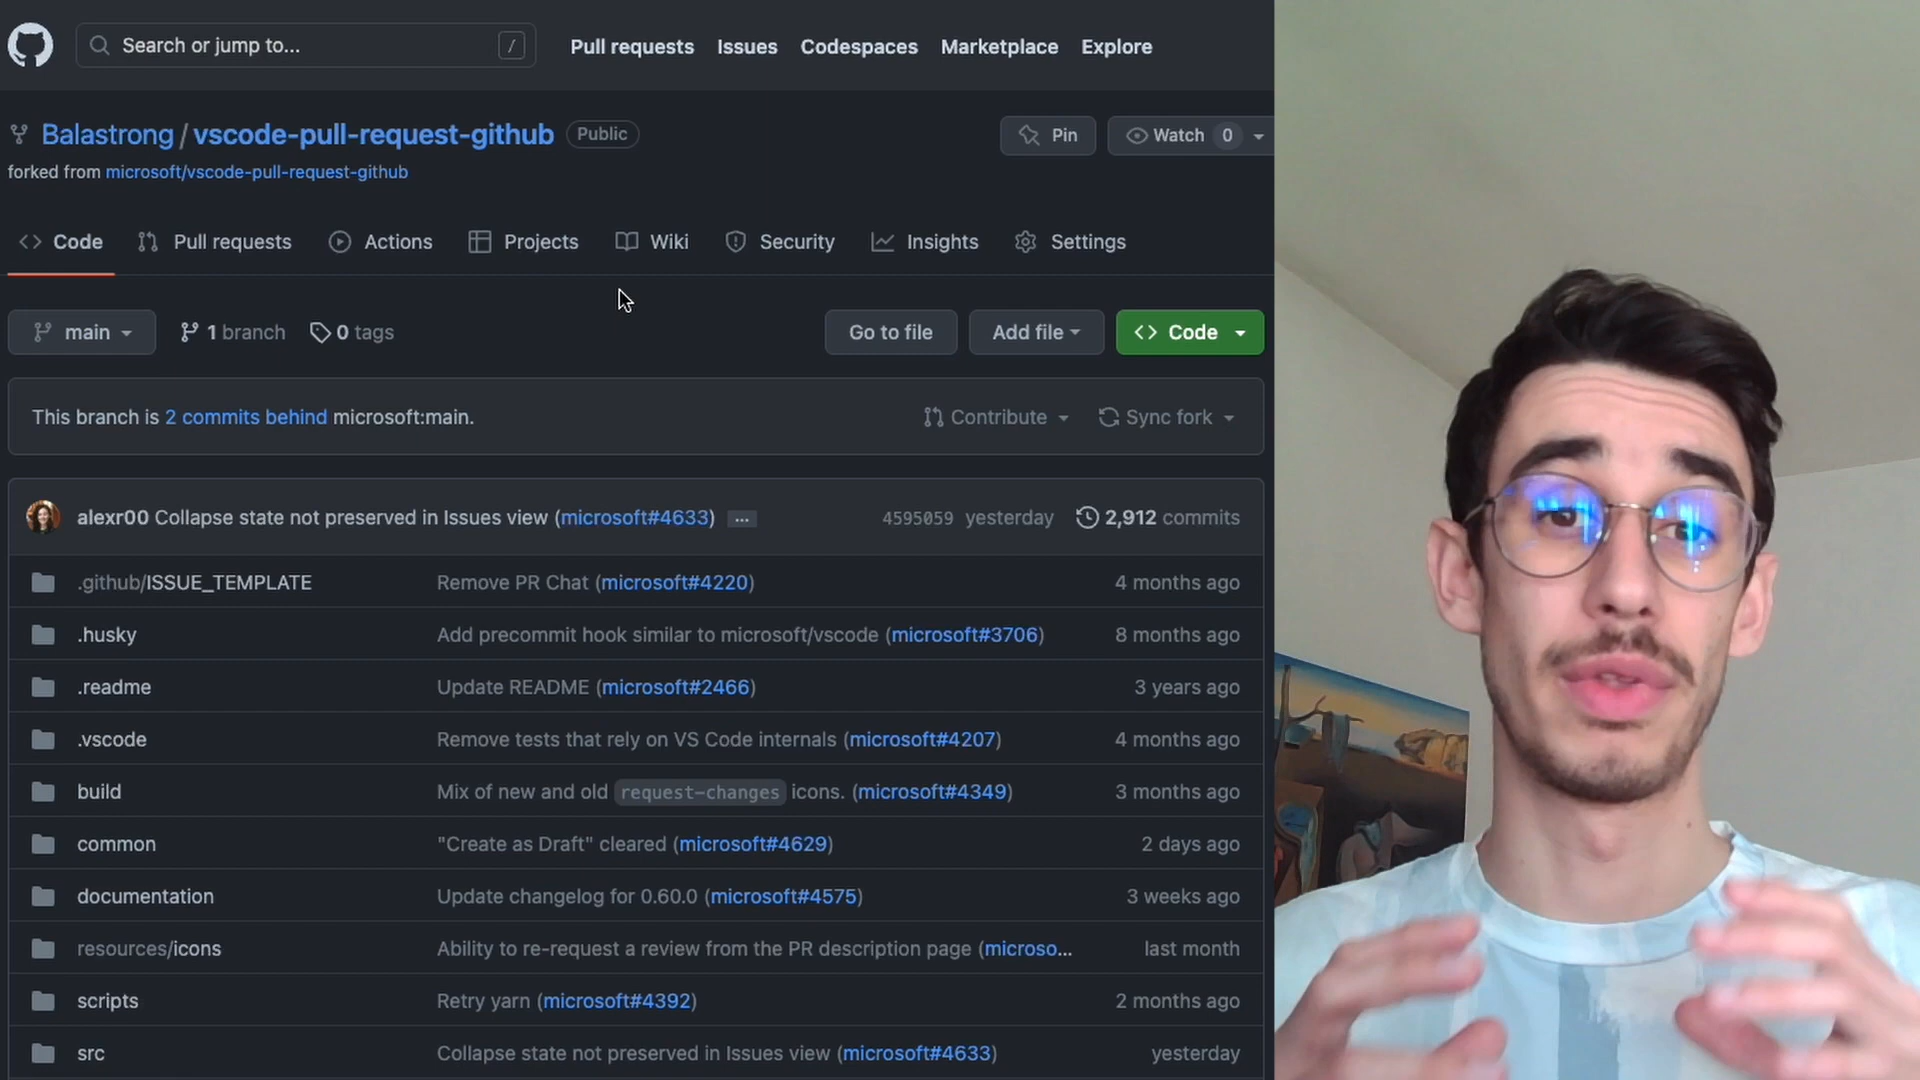 Search or jump to... /
Pull requests Issues Codespaces Marketplace Explore
Balastrong / vscode-pull-request-github Public
Pin Watch 0
forked from microsoft/vscode-pull-request-github
Code Pull requests Actions Projects Wiki Security Insights Settings
main 1 branch 0 tags Go to file Add file Code
This branch is 2 commits behind microsoft:main. Contribute Sync fork
alexr00 Collapse state not preserved in Issues view (microsoft#4633) ... 4595059 yesterday 2,912 commits
.github/ISSUE_TEMPLATE Remove PR Chat (microsoft#4220) 4 months ago
.husky Add precommit hook similar to microsoft/vscode (microsoft#3706) 8 months ago
.readme Update README (microsoft#2466) 3 years ago
.vscode Remove tests that rely on VS Code internals (microsoft#4207) 4 months ago
build Mix of new and old request-changes icons. (microsoft#4349) 3 months ago
common "Create as Draft" cleared (microsoft#4629) 2 days ago
documentation Update changelog for 0.60.0 (microsoft#4575) 3 weeks ago
resources/icons Ability to re-request a review from the PR description page (microso... last month
scripts Retry yarn (microsoft#4392) 2 months ago
src Collapse state not preserved in Issues view (microsoft#4633) yesterday